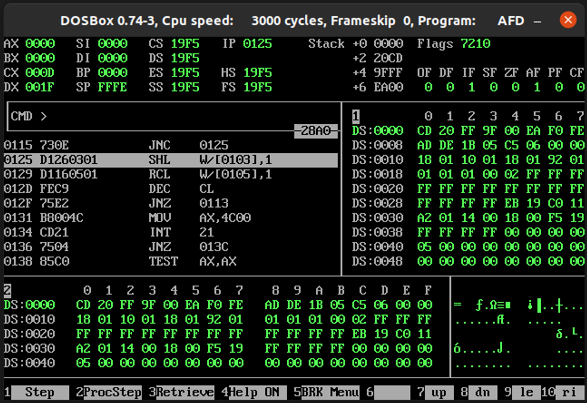 DOSBox 0.74-3, Cpu speed: 3000 cycles, Frameskip 0, Program: AFD
AX 0000 SI 0000 CS 19F5 IP 0125 Stack +0 0000 Flags 7210
BX 0000 DI 0000 DS 19F5 +2 20CD
CX 000D BP 0000 ES 19F5 HS 19F5 +4 9FFF OF DF IF SF ZF AF PF CF
DX 001F SP FFFE SS 19F5 FS 19F5 +6 EA00 0 0 1 0 0 1 0 0
CMD >
28A0
0115 730E JNC 0125
0125 D1260301 SHL W/[0103],1
0129 D1160501 RCL W/[0105],1
012D FEC9 DEC CL
012F 75E2 JNZ 0113
0131 B8004C MOV AX,4C00
0134 CD21 INT 21
0136 7504 JNZ 013C
0138 85C0 TEST AX,AX
1 0 1 2 3 4 5 6 7
DS:0000 CD 20 FF 9F 00 EA F0 FE
DS:0008 AD DE 1B 05 C5 06 00 00
DS:0010 18 01 10 01 18 01 92 01
DS:0018 01 01 01 00 02 FF FF FF
DS:0020 FF FF FF FF FF FF FF FF
DS:0028 FF FF FF FF EB 19 C0 11
DS:0030 A2 01 14 00 18 00 F5 19
DS:0038 FF FF FF FF 00 00 00 00
DS:0040 05 00 00 00 00 00 00 00
DS:0048 00 00 00 00 00 00 00 00
2 0 1 2 3 4 5 6 7 8 9 A B C D E F
DS:0000 CD 20 FF 9F 00 EA F0 FE AD DE 1B 05 C5 06 00 00
DS:0010 18 01 10 01 18 01 92 01 01 01 01 00 02 FF FF FF
DS:0020 FF FF FF FF FF FF FF FF FF FF FF FF EB 19 C0 11
DS:0030 A2 01 14 00 18 00 F5 19 FF FF FF FF 00 00 00 00
DS:0040 05 00 00 00 00 00 00 00 00 00 00 00 00 00 00 00
1 Step 2 ProcStep 3 Retrieve 4 Help ON 5 BRK Menu 6 7 up 8 dn 9 le 10 ri